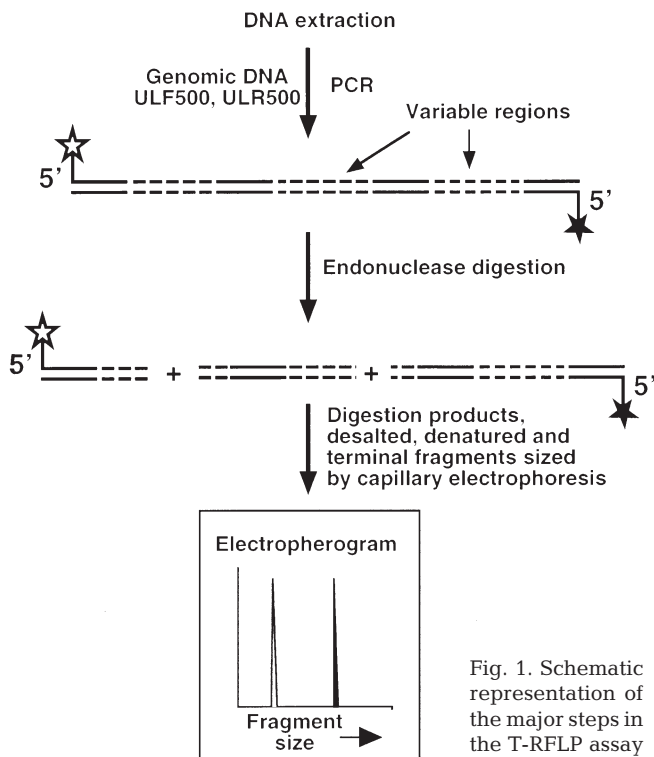 DNA extraction
Genomic DNA
ULF500, ULR500
PCR
Variable regions
5’
5’
Endonuclease digestion
5’
+
+
5’
Digestion products,
desalted, denatured and
terminal fragments sized
by capillary electrophoresis
Electropherogram
Fragment
size
Fig. 1. Schematic
representation of
the major steps in
the T-RFLP assay